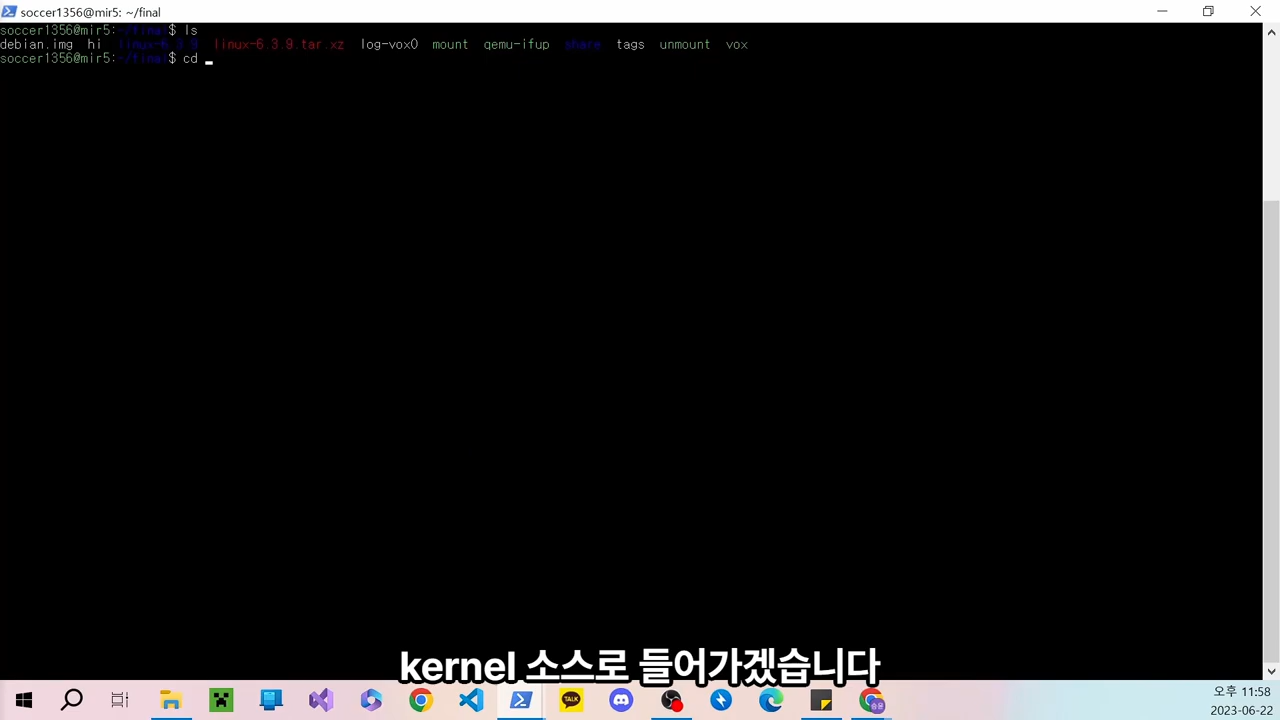 soccer1356@mir5: ~/final
soccer1356@mir5:~/final$ ls
debian.img hi linux-6.3.9 linux-6.3.9.tar.xz log-vox0 mount qemu-ifup share tags unmount vox
soccer1356@mir5:~/final$ cd
kernel 소스로 들어가겠습니다
TALK
오후 11:58
2023-06-22